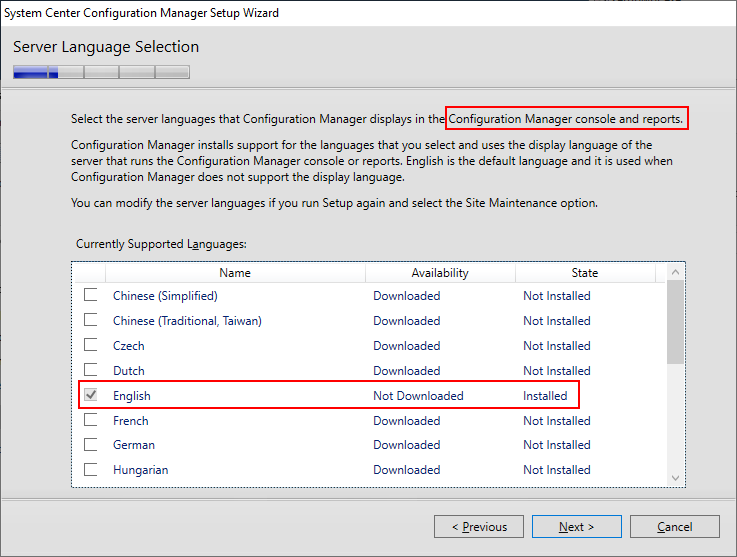 System Center Configuration Manager Setup Wizard
Server Language Selection
Select the server languages that Configuration Manager displays in the Configuration Manager console and reports.
Configuration Manager installs support for the languages that you select and uses the display language of the
server that runs the Configuration Manager console or reports. English is the default language and it is used when
Configuration Manager does not support the display language.
You can modify the server languages if you run Setup again and select the Site Maintenance option.
Currently Supported Languages:
Name Availability State
Chinese (Simplified) Downloaded Not Installed
Chinese (Traditional, Taiwan) Downloaded Not Installed
Czech Downloaded Not Installed
Dutch Downloaded Not Installed
English Not Downloaded Installed
French Downloaded Not Installed
German Downloaded Not Installed
Hungarian Downloaded Not Installed
< Previous Next > Cancel